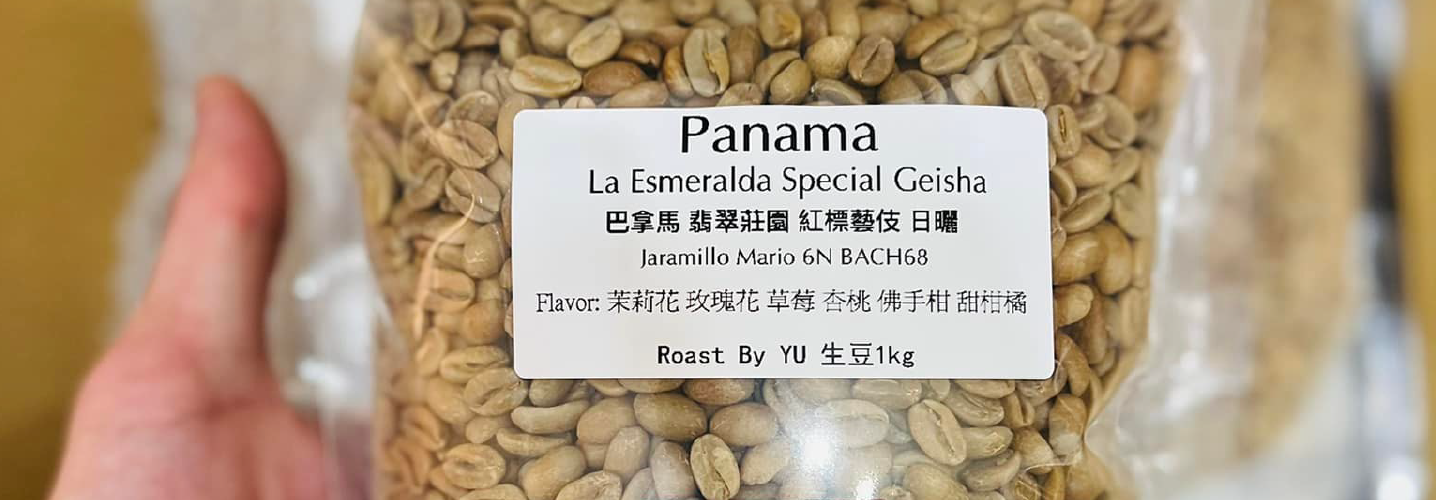 Panama
La Esmeralda Special Geisha
巴拿馬 翡翠莊園 紅標藝伎 日曬
Jaramillo Mario 6N BACH68
Flavor: 茉莉花 玫瑰花 草莓 杏桃 佛手柑 甜柑橘
Roast By YU 生豆1kg